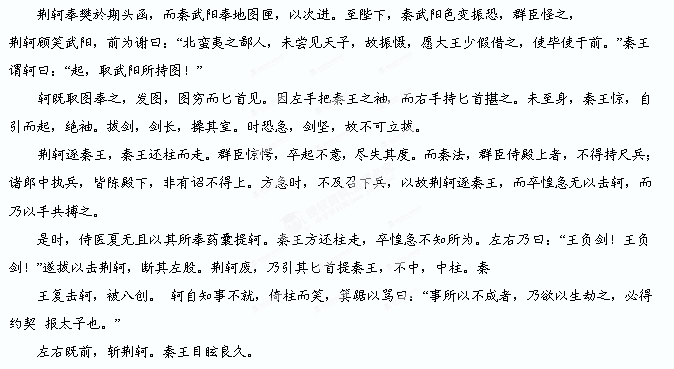 荆轲奉樊於期头函，而秦武阳奉地图匣，以次进。至陛下，秦武阳色变振恐，群臣怪之，
荆轲顾笑武阳，前为谢曰：“北蛮夷之鄙人，未尝见天子，故振慑，愿大王少假借之，使毕使于前。”秦王
谓轲曰：“起，取武阳所持图！”
轲既取图奉之，发图，图穷而匕首见。因左手把秦王之袖，而右手持匕首揕之。未至身，秦王惊，自
引而起，绝袖。拔剑，剑长，操其室。时恐急，剑坚，故不可立拔。
荆轲逐秦王，秦王还柱而走。群臣惊愕，卒起不意，尽失其度。而秦法，群臣侍殿上者，不得持尺兵；
诸郎中执兵，皆陈殿下，非有诏不得上。方急时，不及召下兵，以故荆轲逐秦王，而卒惶急无以击轲，而
乃以手共搏之。
是时，侍医夏无且以其所奉药囊提轲。秦王方还柱走，卒惶急不知所为。左右乃曰：“王负剑！王负
剑！”遂拔以击荆轲，断其左股。荆轲废，乃引其匕首提秦王，不中，中柱。秦
王复击轲，被八创。 轲自知事不就，倚柱而笑，箕踞以骂曰：“事所以不成者，乃欲以生劫之，必得
约契 报太子也。”
左右既前，斩荆轲。秦王目眩良久。